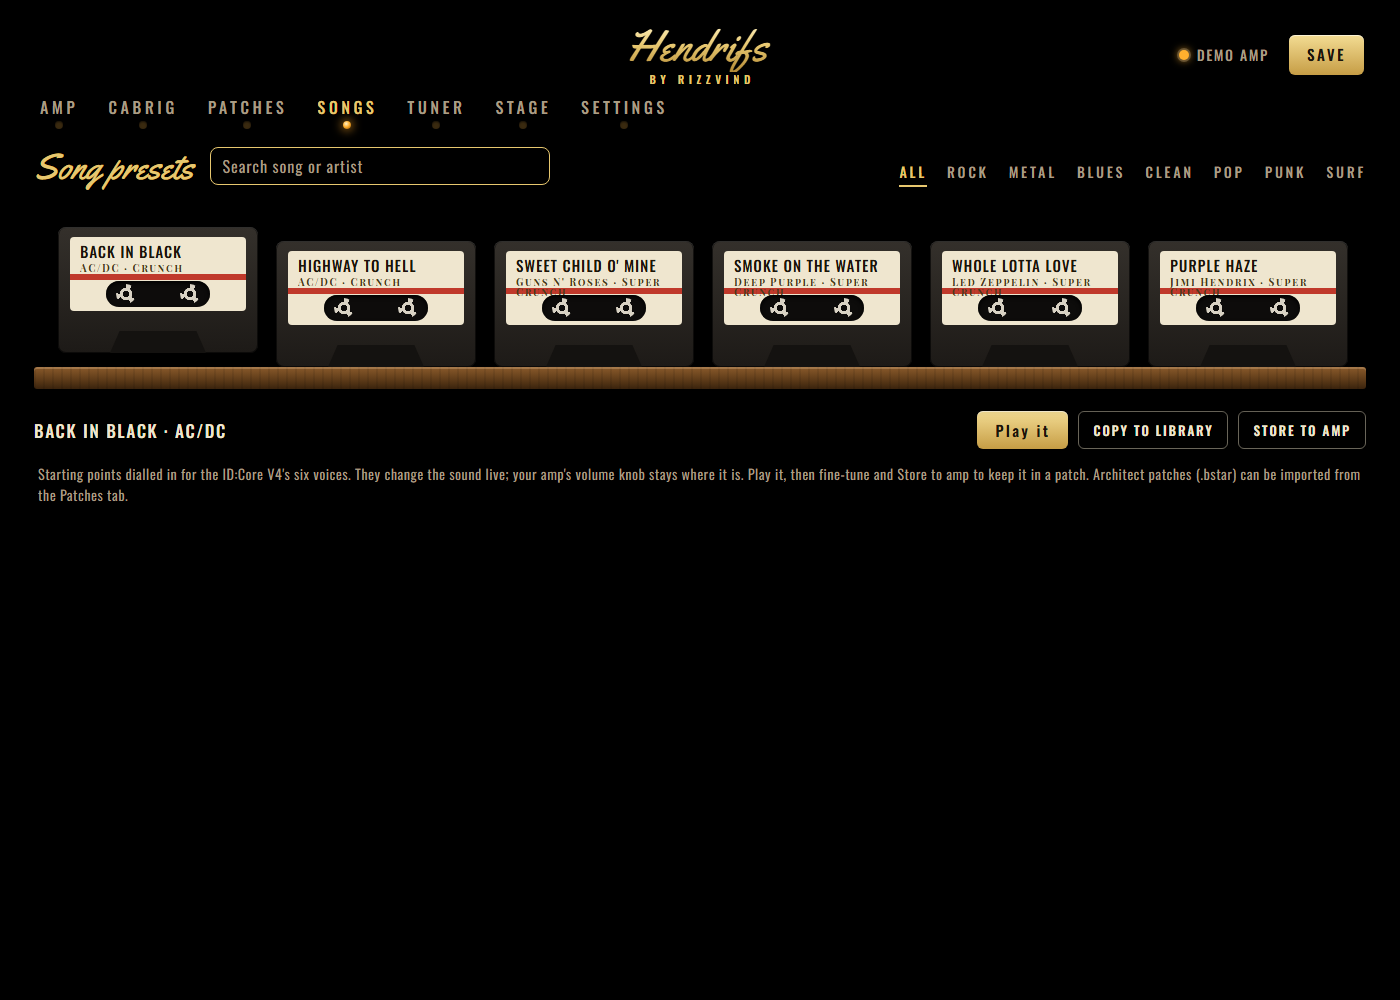 Hendrifs
BY RIZZVIND
DEMO AMP
SAVE
AMP CABRIG PATCHES SONGS TUNER STAGE SETTINGS
Song presets
Search song or artist
ALL ROCK METAL BLUES CLEAN POP PUNK SURF
BACK IN BLACK
AC/DC · CRUNCH
HIGHWAY TO HELL
AC/DC · CRUNCH
SWEET CHILD O' MINE
GUNS N' ROSES · SUPER
CRUNCH
SMOKE ON THE WATER
DEEP PURPLE · SUPER
CRUNCH
WHOLE LOTTA LOVE
LED ZEPPELIN · SUPER
CRUNCH
PURPLE HAZE
JIMI HENDRIX · SUPER
CRUNCH
BACK IN BLACK · AC/DC
Play it
COPY TO LIBRARY
STORE TO AMP
Starting points dialled in for the ID:Core V4's six voices. They change the sound live; your amp's volume knob stays where it is. Play it, then fine-tune and Store to amp to keep it in a patch. Architect patches (.bstar) can be imported from
the Patches tab.